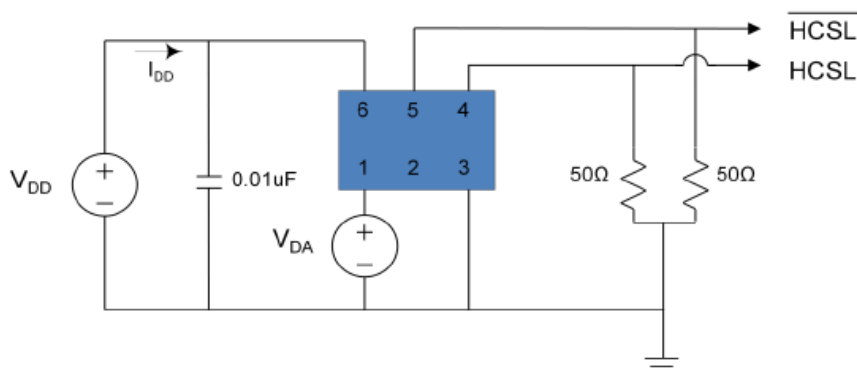 HCSL
HCSL
I_DD
6 5 4
1 2 3
V_DD
+
−
0.01uF
50Ω 50Ω
V_DA
+
−